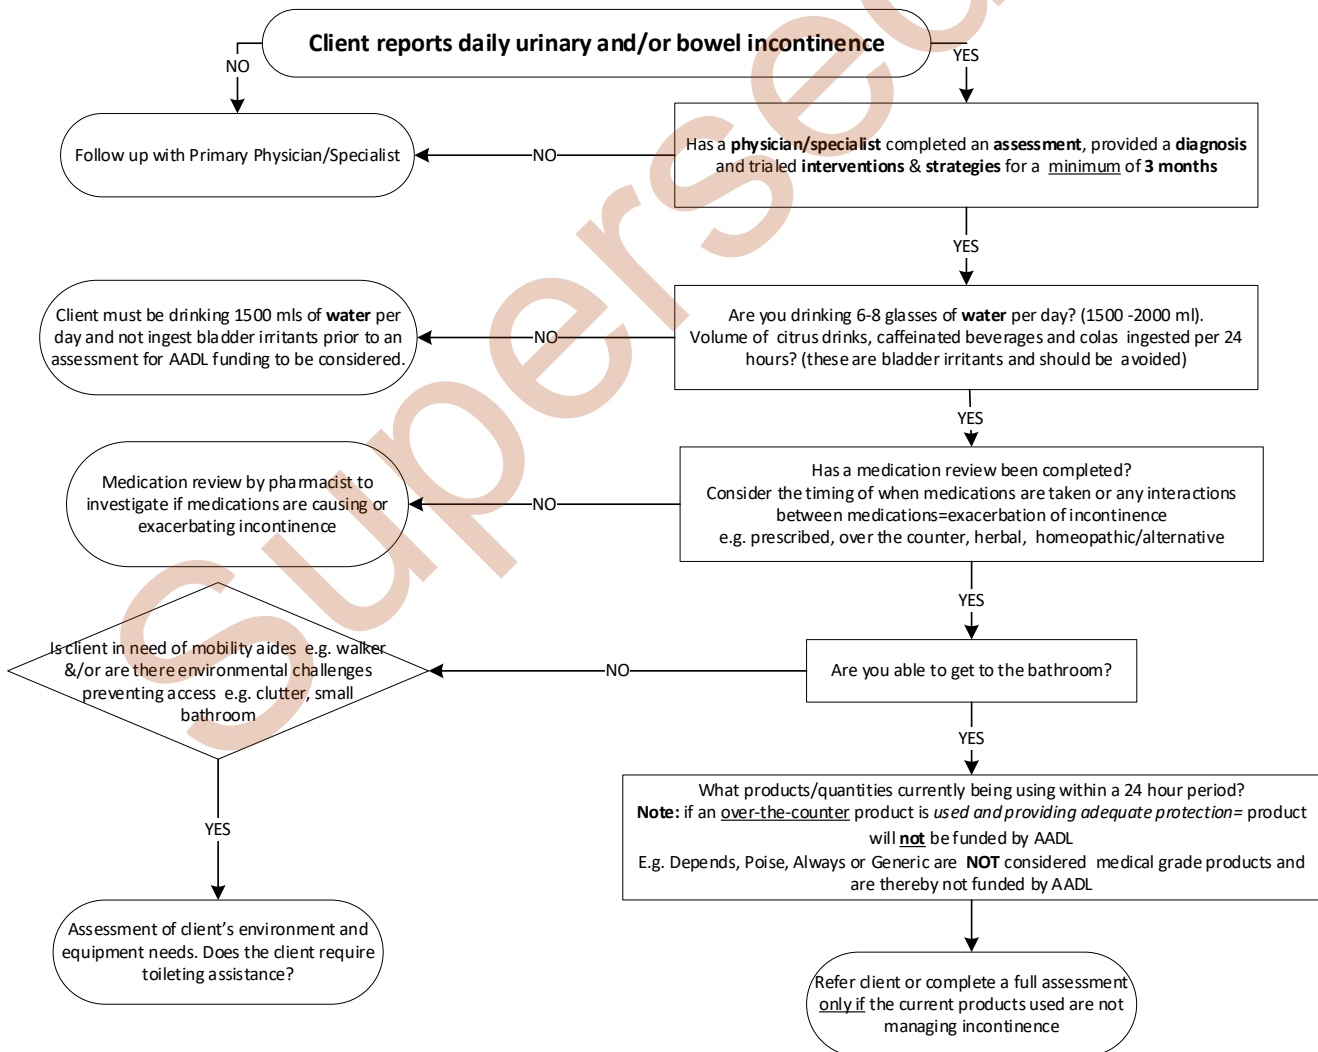 Client reports daily urinary and/or bowel incontinence
NO
YES
Follow up with Primary Physician/Specialist
NO
Has a physician/specialist completed an assessment, provided a diagnosis
and trialed interventions & strategies for a minimum of 3 months
YES
Client must be drinking 1500 mls of water per
day and not ingest bladder irritants prior to an
assessment for AADL funding to be considered.
NO
Are you drinking 6-8 glasses of water per day? (1500 -2000 ml).
Volume of citrus drinks, caffeinated beverages and colas ingested per 24
hours? (these are bladder irritants and should be avoided)
YES
Medication review by pharmacist to
investigate if medications are causing or
exacerbating incontinence
NO
Has a medication review been completed?
Consider the timing of when medications are taken or any interactions
between medications=exacerbation of incontinence
e.g. prescribed, over the counter, herbal, homeopathic/alternative
YES
Is client in need of mobility aides e.g. walker
&/or are there environmental challenges
preventing access e.g. clutter, small
bathroom
NO
Are you able to get to the bathroom?
YES
YES
What products/quantities currently being using within a 24 hour period?
Note: if an over-the-counter product is used and providing adequate protection= product
will not be funded by AADL
E.g. Depends, Poise, Always or Generic are NOT considered medical grade products and
are thereby not funded by AADL
Assessment of client's environment and
equipment needs. Does the client require
toileting assistance?
Refer client or complete a full assessment
only if the current products used are not
managing incontinence
Supersed